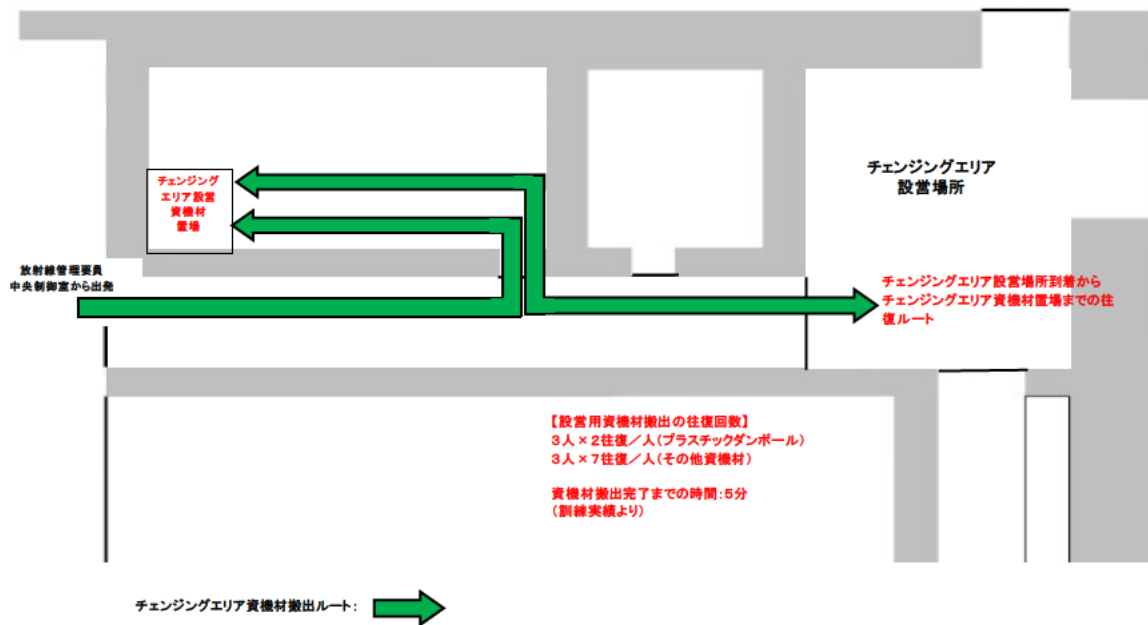 チェンジングエリア
設営場所
チェンジング
エリア設営
資機材
置場
放射線管理要員
中央制御室から出発
チェンジングエリア設営場所到着から
チェンジングエリア資機材置場までの往
復ルート
【設営用資機材搬出の往復回数】
３人×２往復／人（プラスチックダンボール）
３人×７往復／人（その他資機材）
資機材搬出完了までの時間：５分
（訓練実績より）
チェンジングエリア資機材搬出ルート：